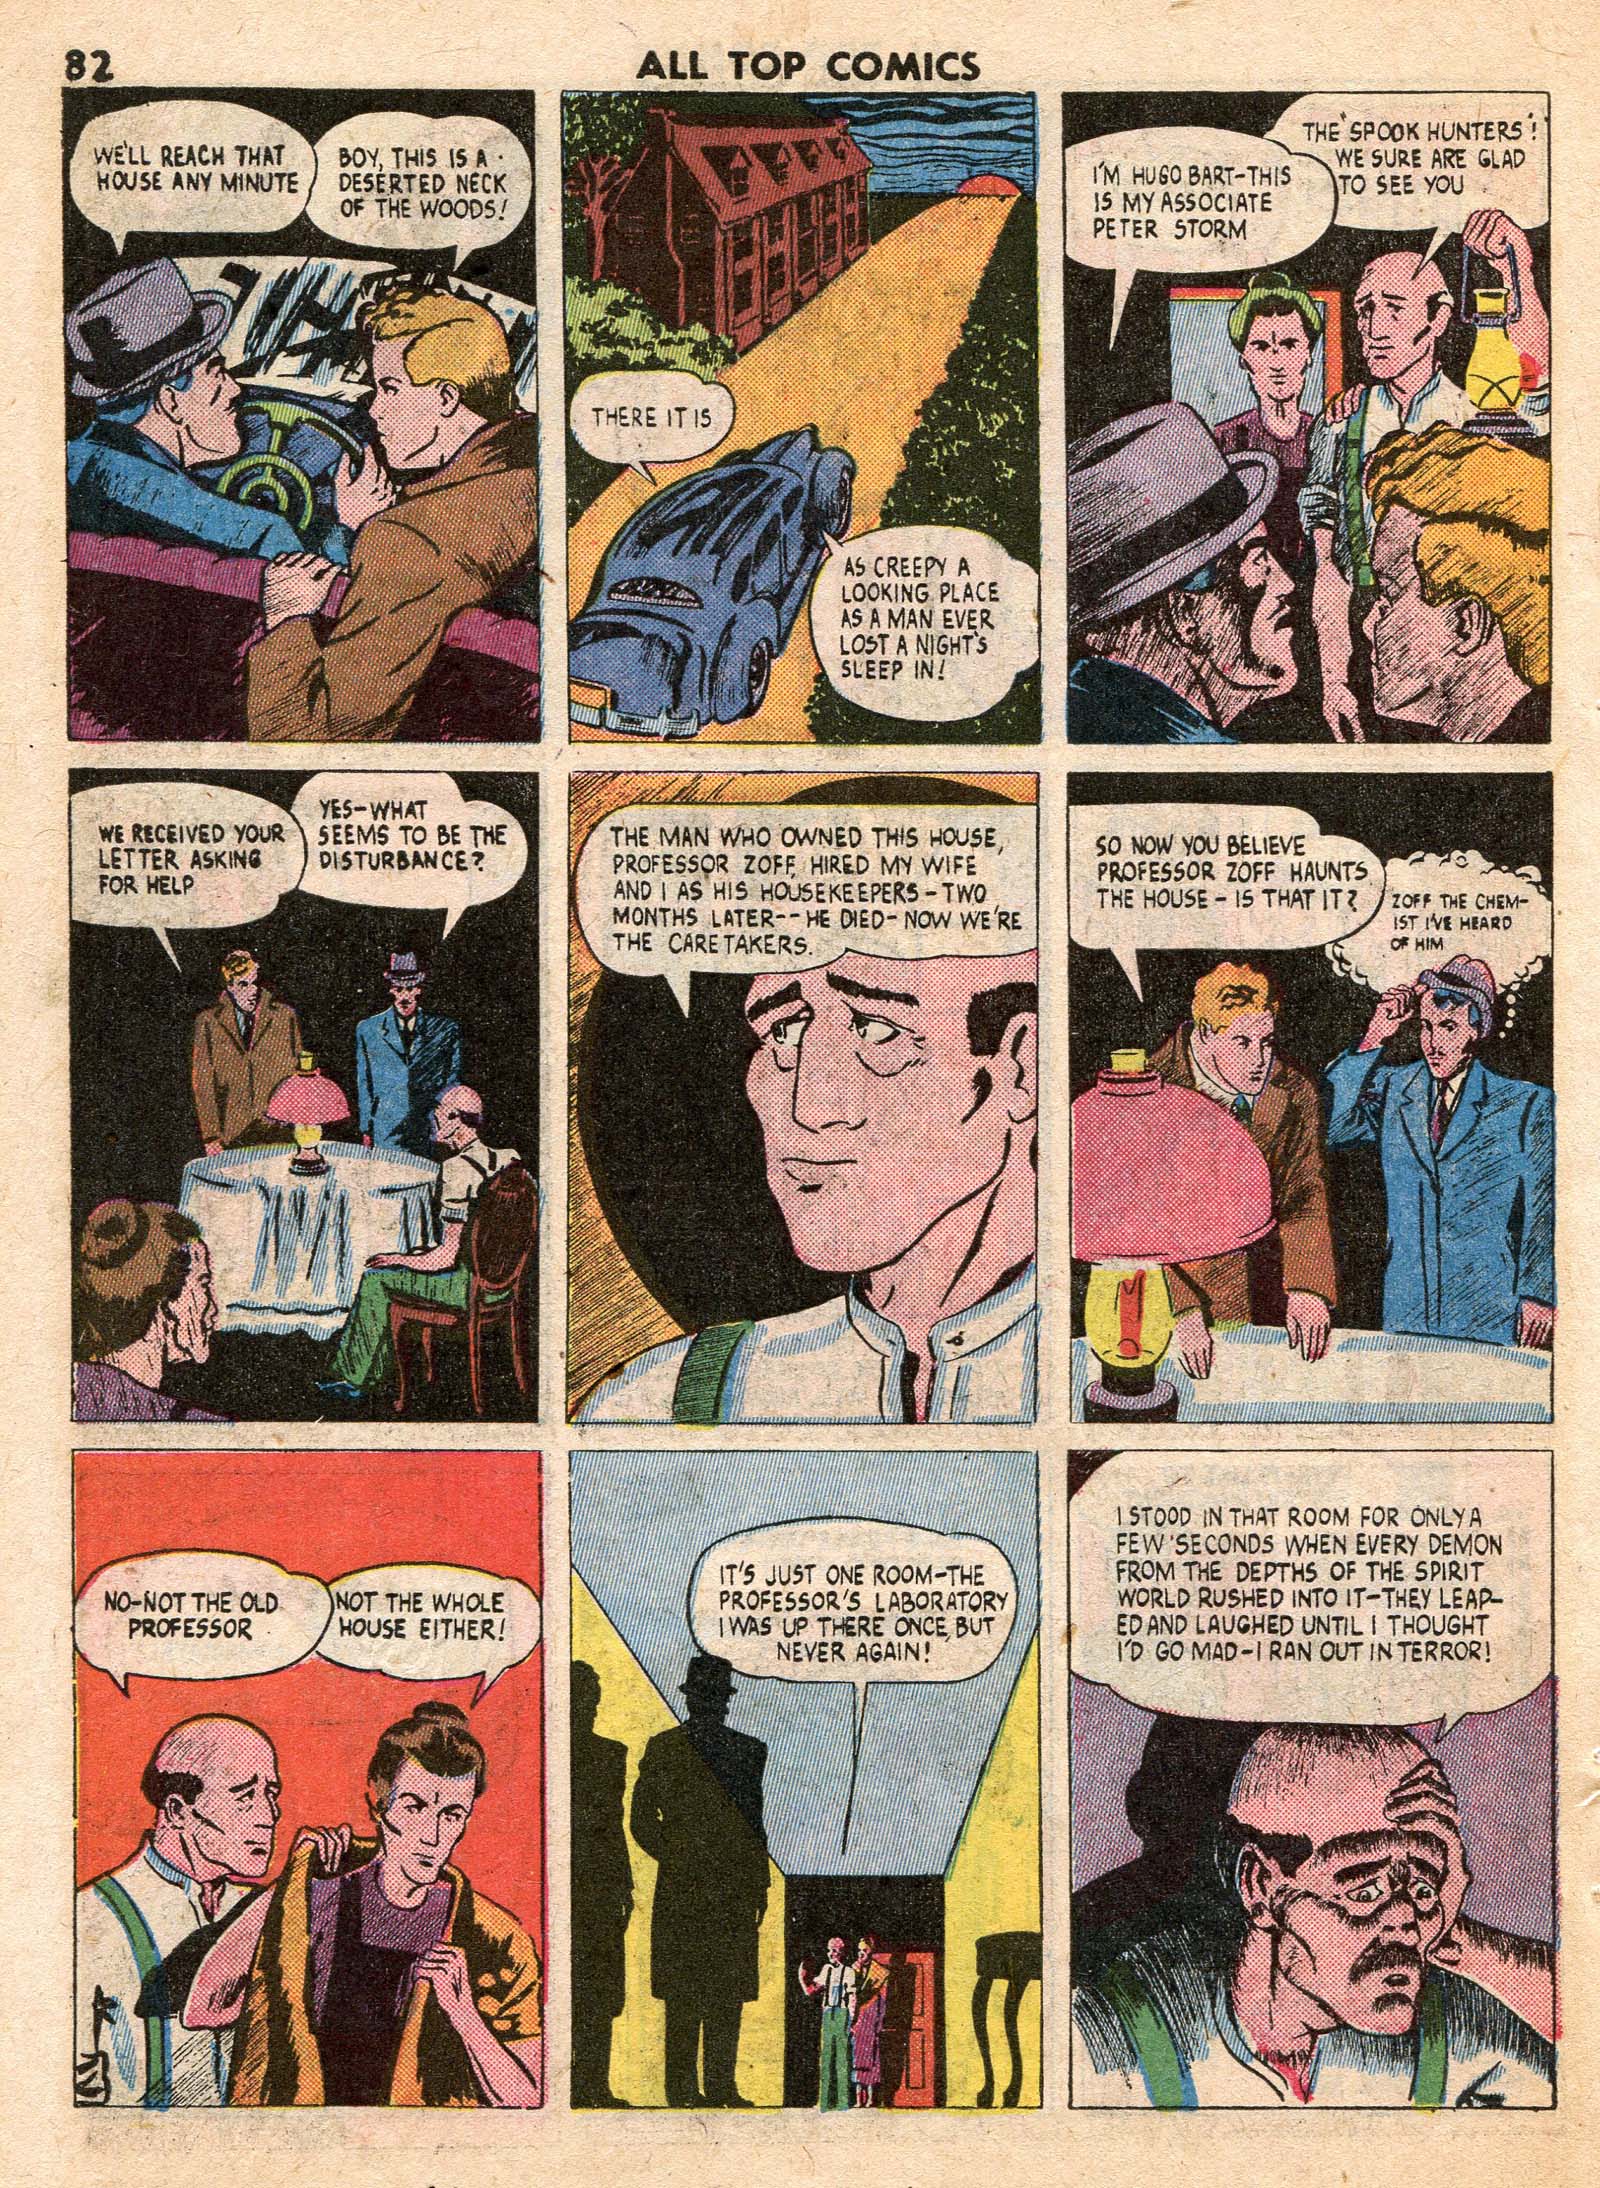 82
ALL TOP COMICS
WE'LL REACH THAT
HOUSE ANY MINUTE
BOY, THIS IS A
DESERTED NECK
OF THE WOODS!
THERE IT IS
AS CREEPY A
LOOKING PLACE
AS A MAN EVER
LOST A NIGHT'S
SLEEP IN!
I'M HUGO BART-THIS
IS MY ASSOCIATE
PETER STORM
THE "SPOOK HUNTERS"!
WE SURE ARE GLAD
TO SEE YOU
WE RECEIVED YOUR
LETTER ASKING
FOR HELP
YES-WHAT
SEEMS TO BE THE
DISTURBANCE?
THE MAN WHO OWNED THIS HOUSE,
PROFESSOR ZOFF, HIRED MY WIFE
AND I AS HIS HOUSEKEEPERS-TWO
MONTHS LATER--HE DIED-NOW WE'RE
THE CARETAKERS.
SO NOW YOU BELIEVE
PROFESSOR ZOFF HAUNTS
THE HOUSE-IS THAT IT?
ZOFF THE CHEM-
IST I'VE HEARD
OF HIM
NO-NOT THE OLD
PROFESSOR
NOT THE WHOLE
HOUSE EITHER!
IT'S JUST ONE ROOM-THE
PROFESSOR'S LABORATORY
I WAS UP THERE ONCE, BUT
NEVER AGAIN!
I STOOD IN THAT ROOM FOR ONLY A
FEW SECONDS WHEN EVERY DEMON
FROM THE DEPTHS OF THE SPIRIT
WORLD RUSHED INTO IT-THEY LEAP-
ED AND LAUGHED UNTIL I THOUGHT
I'D GO MAD-I RAN OUT IN TERROR!